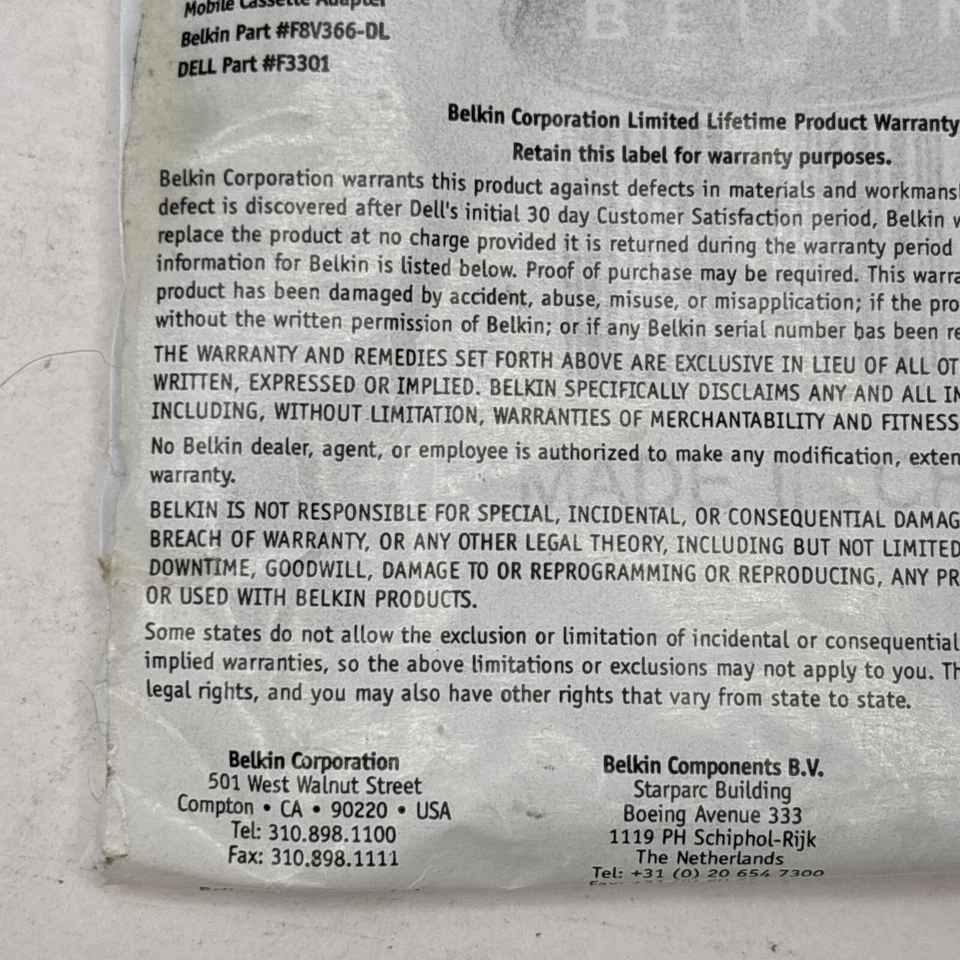 Mobile Cassette Adapter
Belkin Part #F8V366-DL
DELL Part #F3301
BELKIN
Belkin Corporation Limited Lifetime Product Warranty
Retain this label for warranty purposes.
Belkin Corporation warrants this product against defects in materials and
defect is discovered after Dell's initial 30 day Customer Satisfaction period, Belkin
replace the product at no charge provided it is returned during the warranty period
information for Belkin is listed below. Proof of purchase may be required. This
product has been damaged by accident, abuse, misuse, or misapplication; if the
without the written permission of Belkin; or if any Belkin serial number has been
THE WARRANTY AND REMEDIES SET FORTH ABOVE ARE EXCLUSIVE IN LIEU OF ALL
WRITTEN, EXPRESSED OR IMPLIED. BELKIN SPECIFICALLY DISCLAIMS ANY AND ALL
INCLUDING, WITHOUT LIMITATION, WARRANTIES OF MERCHANTABILITY AND FITNESS
No Belkin dealer, agent, or employee is authorized to make any modification,
warranty.
BELKIN IS NOT RESPONSIBLE FOR SPECIAL, INCIDENTAL, OR CONSEQUENTIAL
BREACH OF WARRANTY, OR ANY OTHER LEGAL THEORY, INCLUDING BUT NOT LIMITED
DOWNTIME, GOODWILL, DAMAGE TO OR REPROGRAMMING OR REPRODUCING, ANY
OR USED WITH BELKIN PRODUCTS.
Some states do not allow the exclusion or limitation of incidental or consequential
implied warranties, so the above limitations or exclusions may not apply to you.
legal rights, and you may also have other rights that vary from state to state.
Belkin Corporation
501 West Walnut Street
Compton • CA • 90220 • USA
Tel: 310.898.1100
Fax: 310.898.1111
Belkin Components B.V.
Starparc Building
Boeing Avenue 333
1119 PH Schiphol-Rijk
The Netherlands
Tel: +31 (0) 20 654 7300